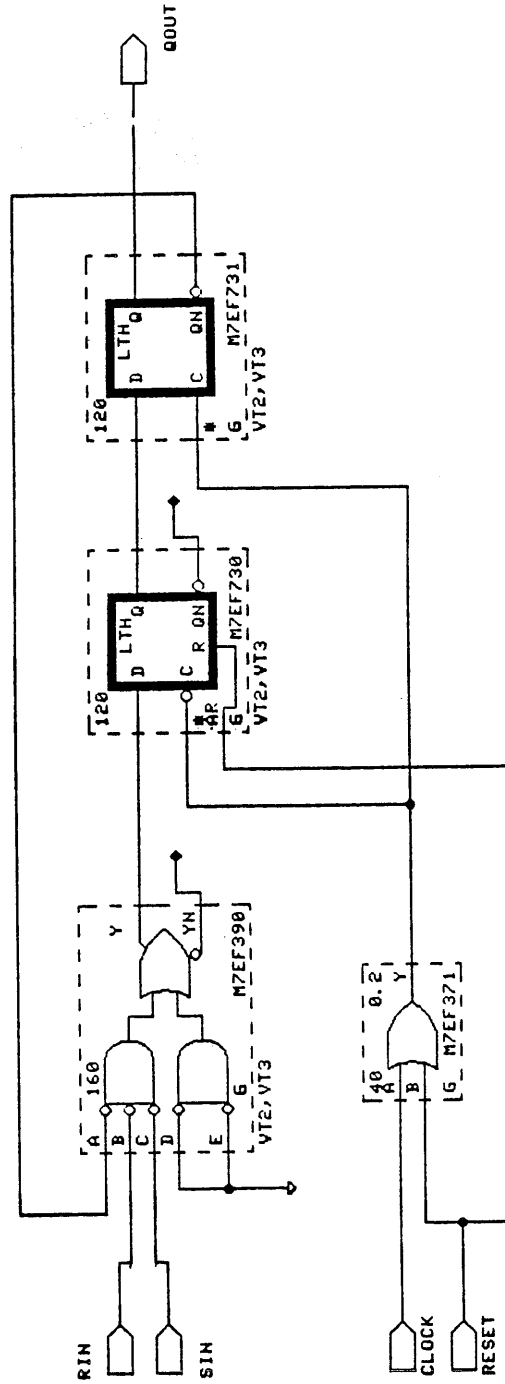 RIN
SIN
CLOCK
RESET
A
B
C
D
E
160
G
VT2,VT3
Y
YN
M7EF390
40
A
B
G
0.2
Y
M7EF371
120
D
LTH
Q
C
R
QN
*
AR
G
M7EF730
VT2,VT3
120
D
LTH
Q
C
QN
*
G
M7EF731
VT2,VT3
QOUT